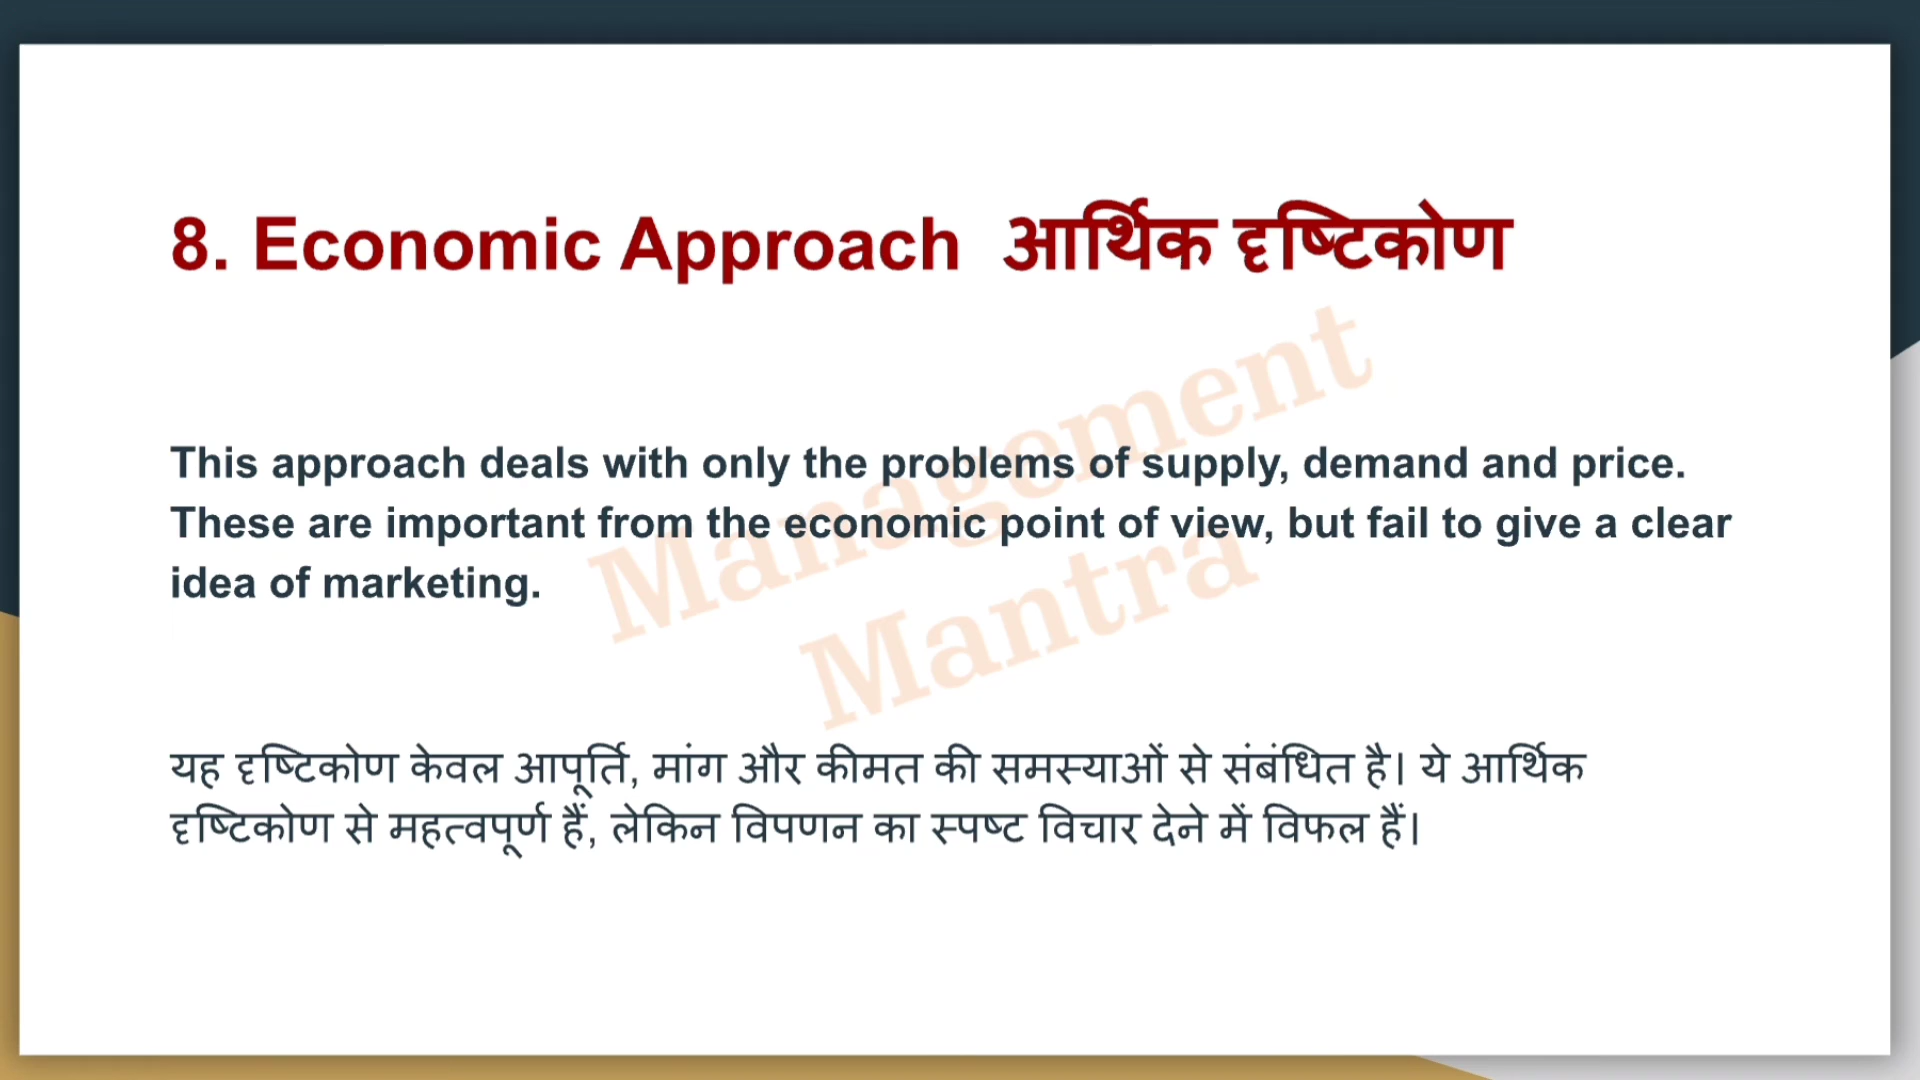 8. Economic Approach आर्थिक दृष्टिकोण
This approach deals with only the problems of supply, demand and price.
These are important from the economic point of view, but fail to give a clear
idea of marketing.
Management
Mantra
यह दृष्टिकोण केवल आपूर्ति, मांग और कीमत की समस्याओं से संबंधित है। ये आर्थिक
दृष्टिकोण से महत्वपूर्ण हैं, लेकिन विपणन का स्पष्ट विचार देने में विफल हैं।